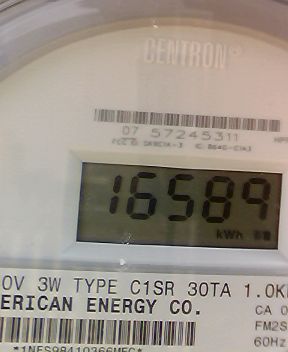 CENTRON
07 57245311
16589
kWh
0V 3W TYPE C1SR 30TA 1.0K
ERICAN ENERGY CO.
CA 0
FM2S
60Hz